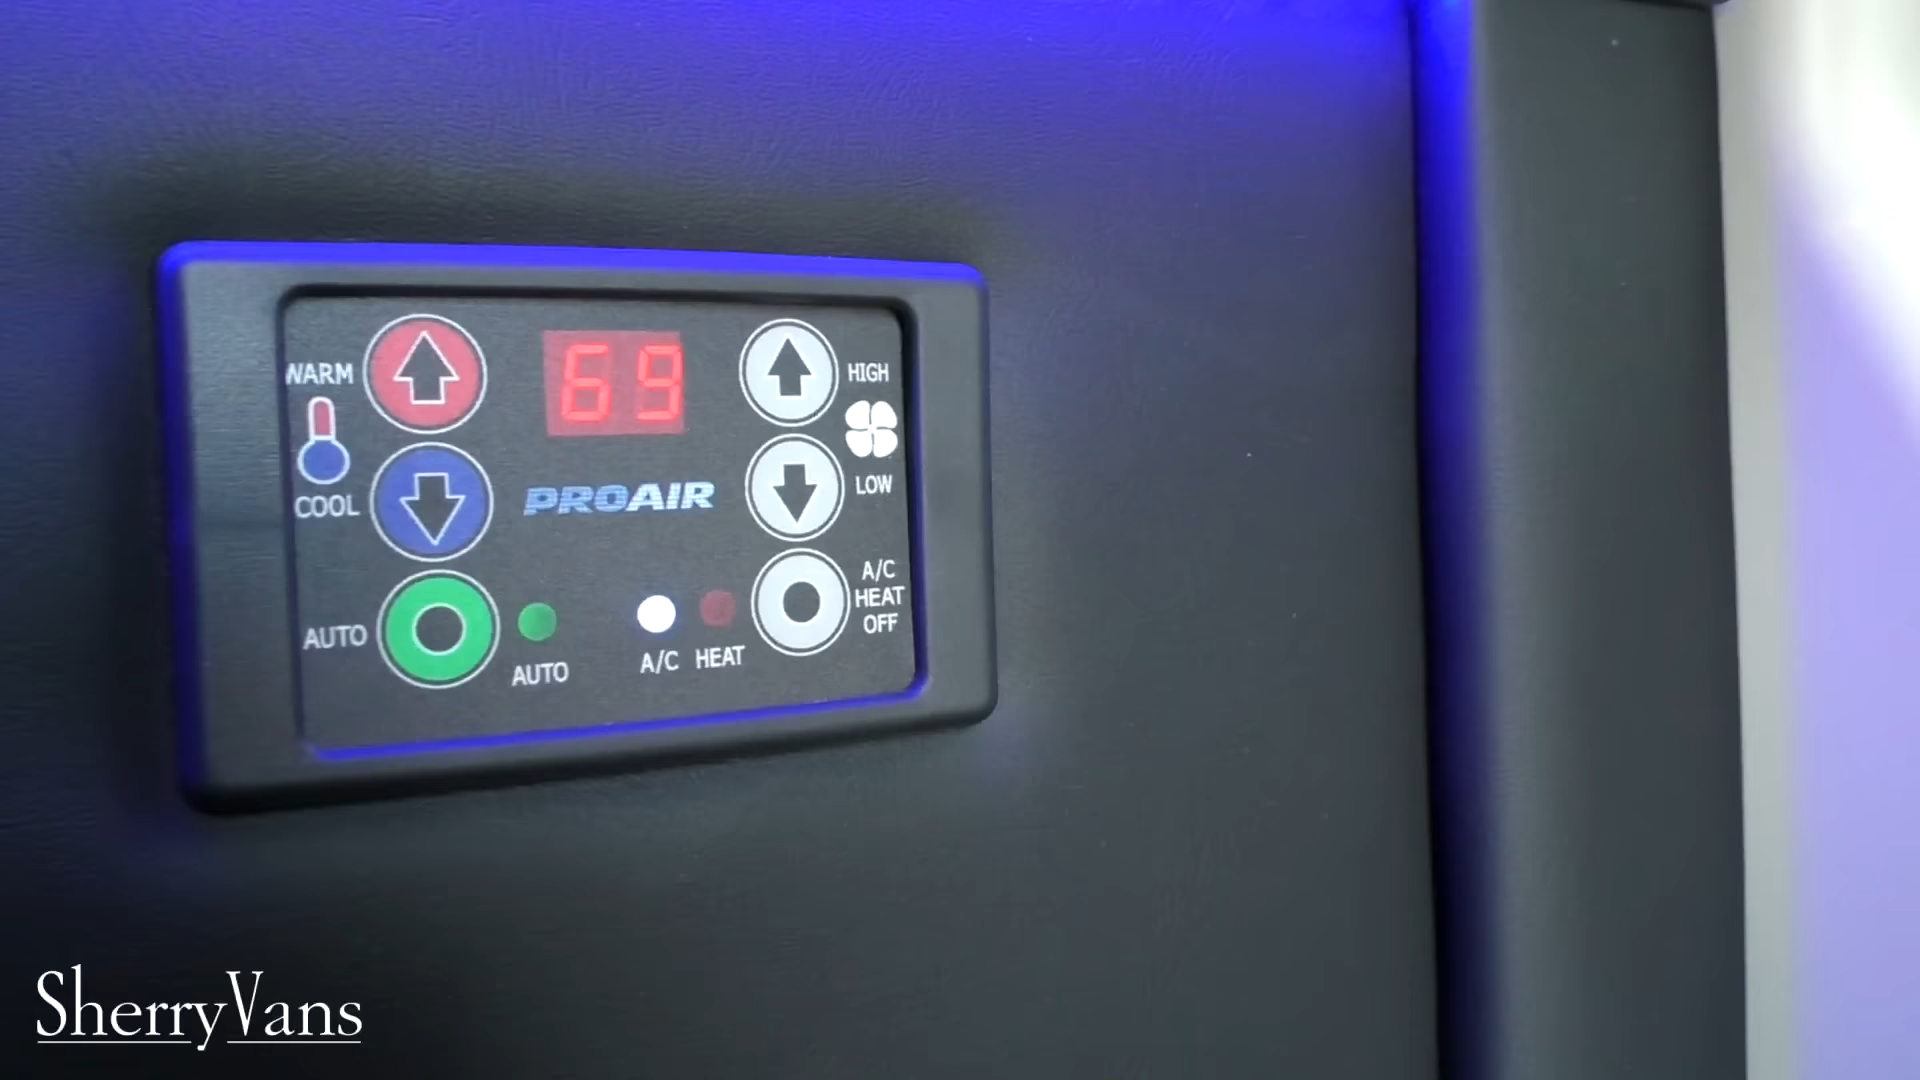 WARM
69
HIGH
COOL
PROAIR
LOW
A/C
HEAT
OFF
AUTO
AUTO
A/C
HEAT
SherryVans